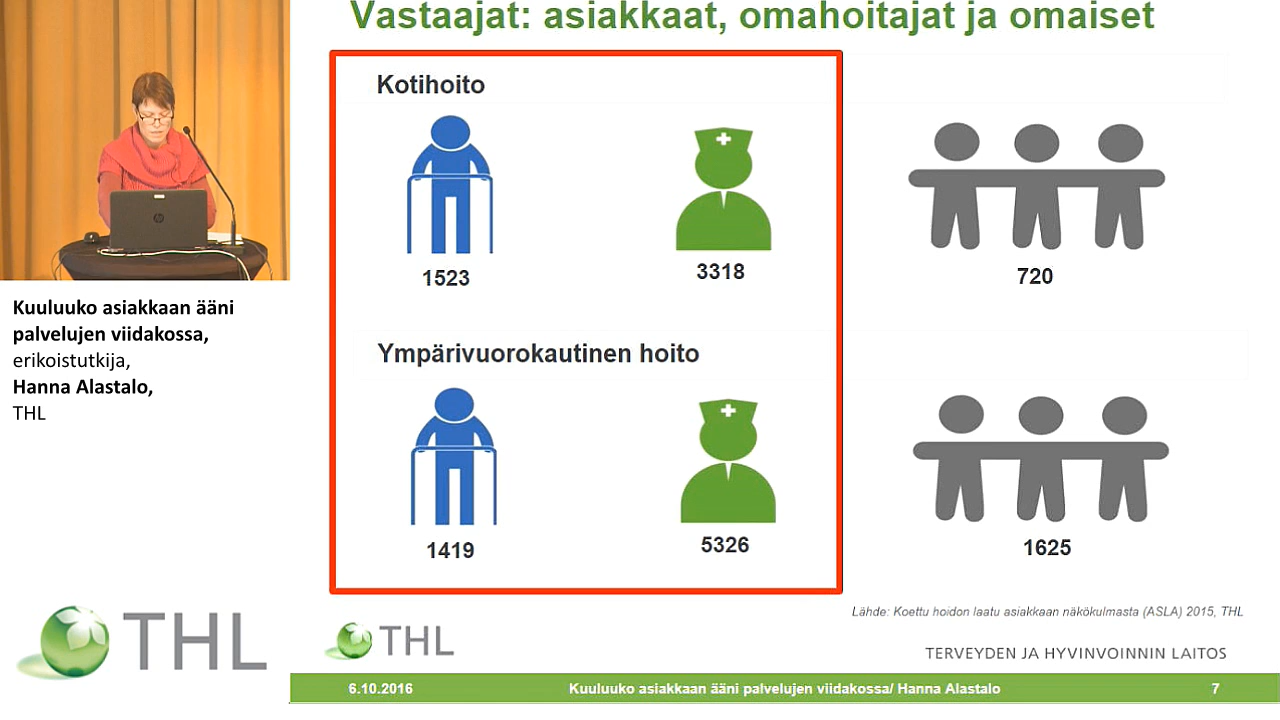 Vastaajat: asiakkaat, omahoitajat ja omaiset
Kotihoito
1523
3318
720
Ympärivuorokautinen hoito
1419
5326
1625
Lähde: Koettu hoidon laatu asiakkaan näkökulmasta (ASLA) 2015, THL
THL
TERVEYDEN JA HYVINVOINNIN LAITOS
6.10.2016
Kuuluuko asiakkaan ääni palvelujen viidakossa/ Hanna Alastalo
7
Kuuluuko asiakkaan ääni
palvelujen viidakossa,
erikoistutkija,
Hanna Alastalo,
THL
THL